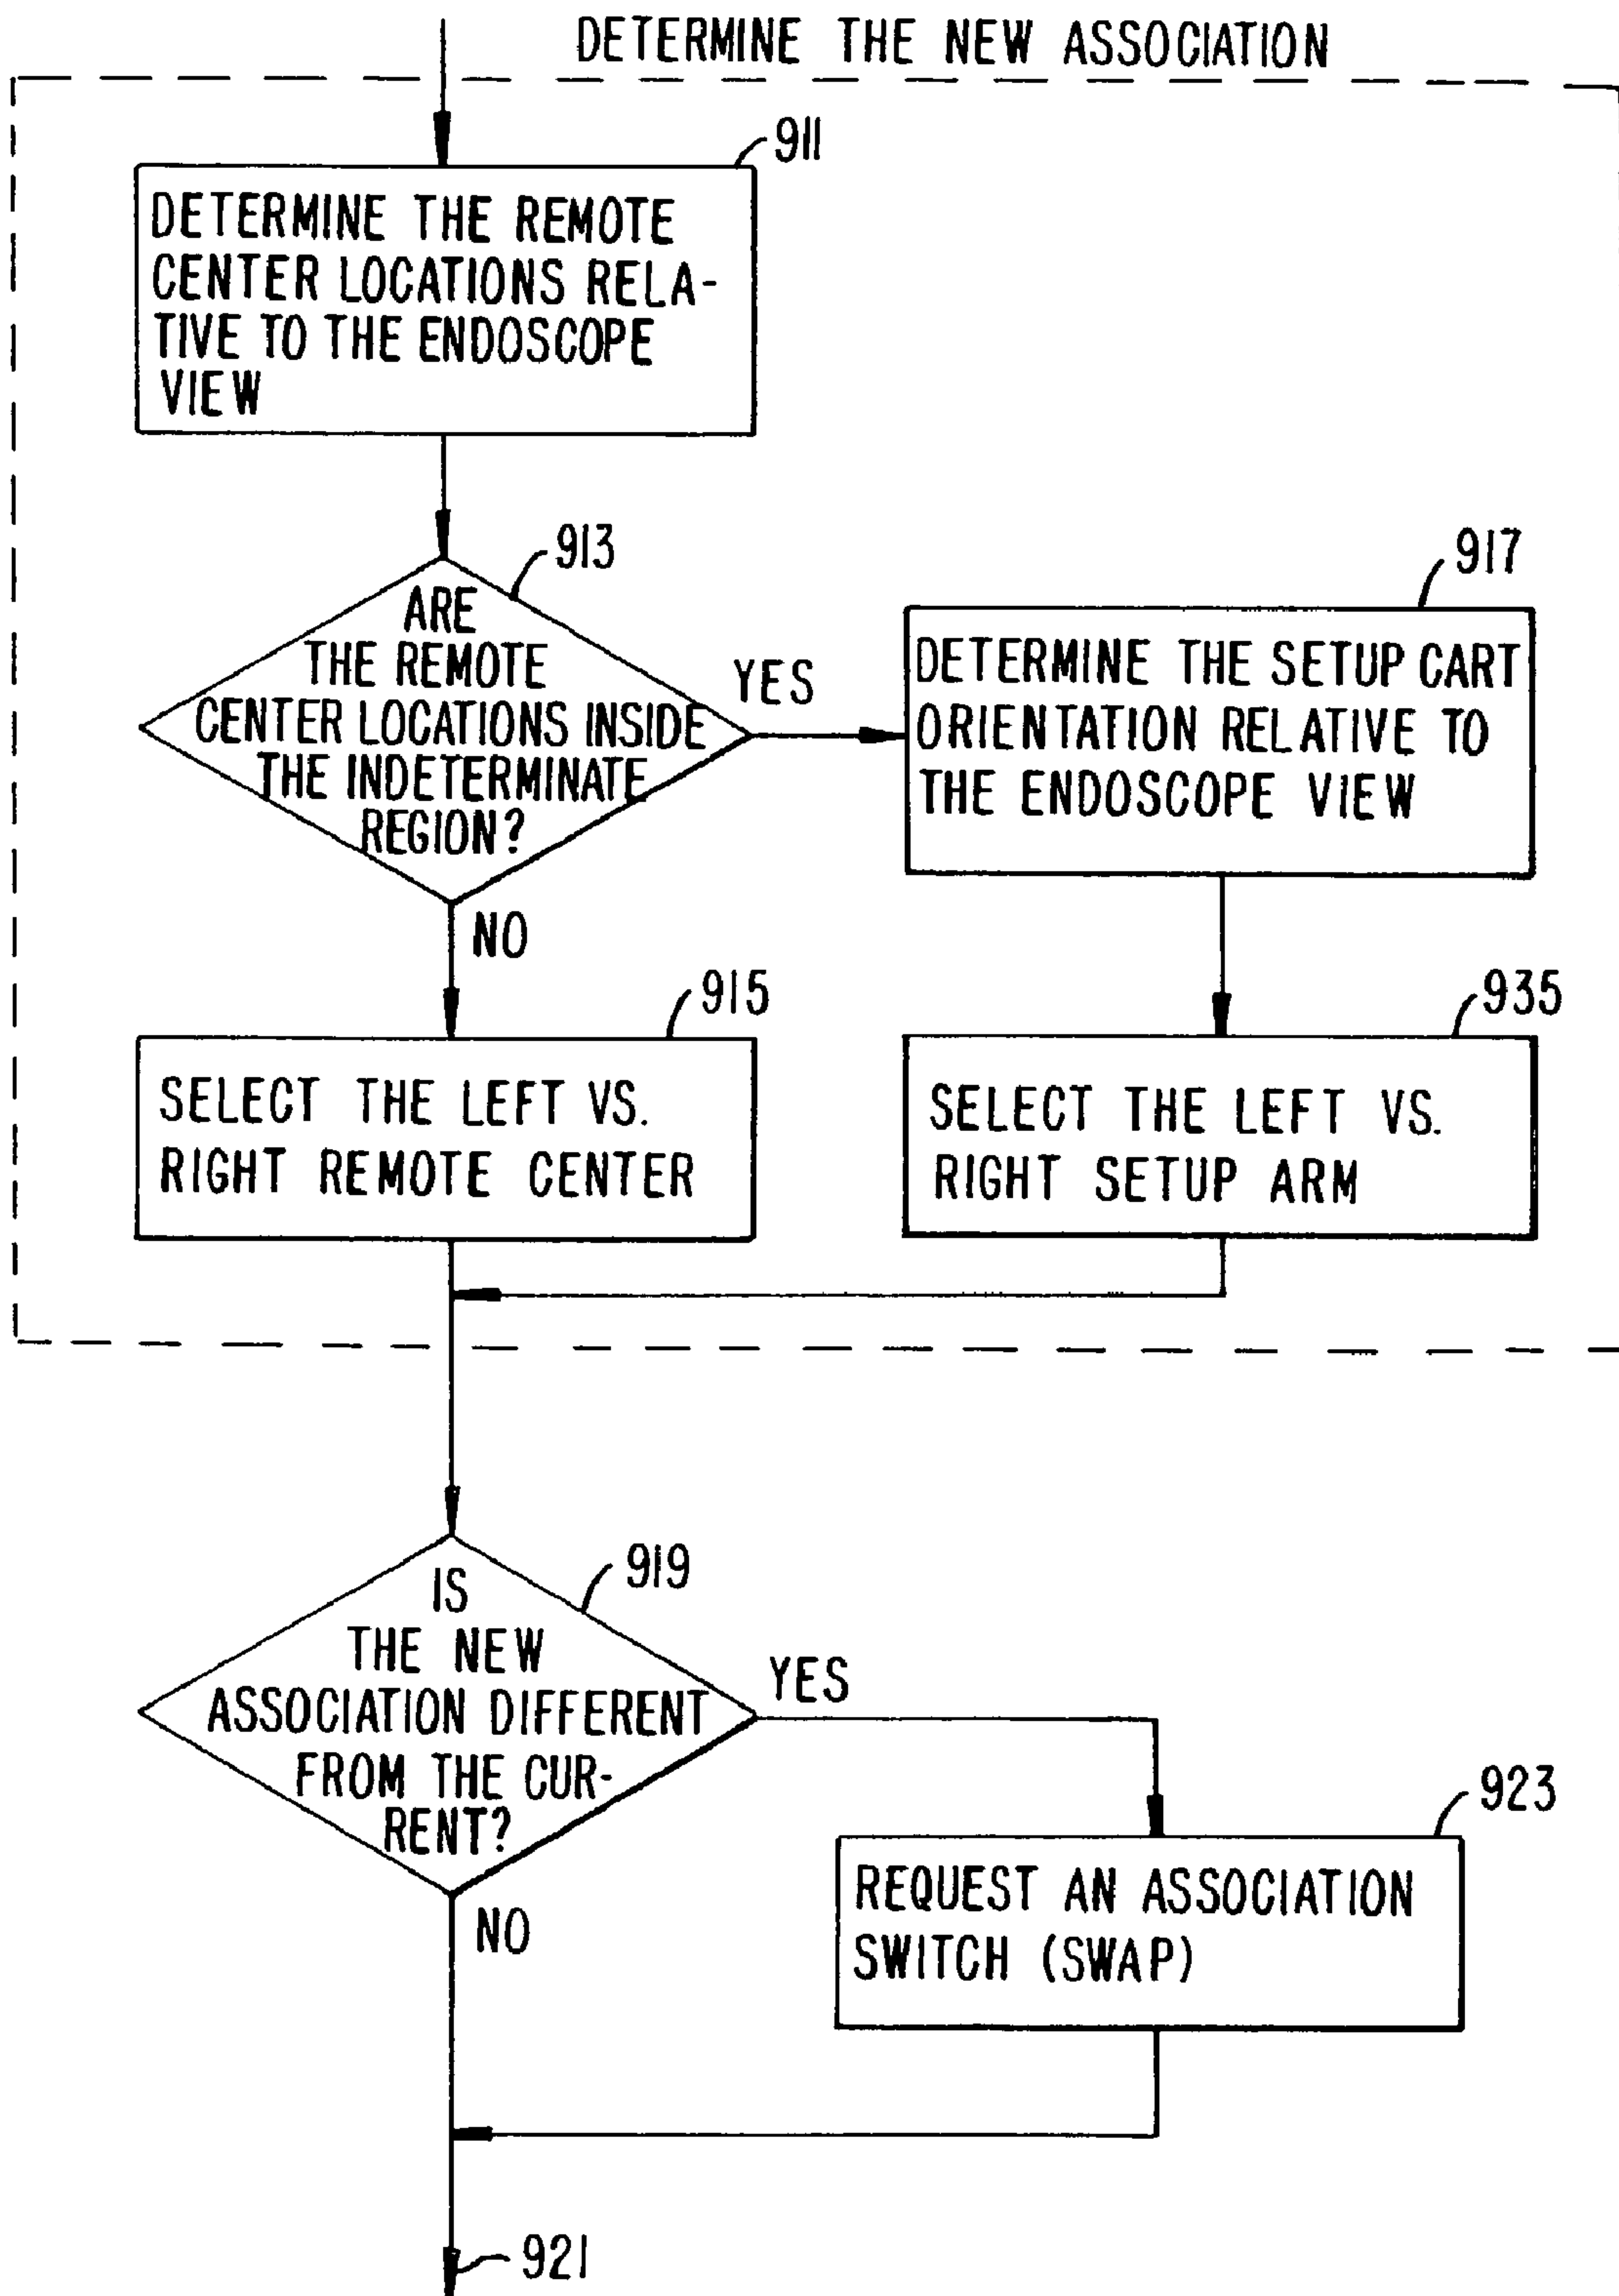 DETERMINE THE NEW ASSOCIATION
911
DETERMINE THE REMOTE
CENTER LOCATIONS RELA-
TIVE TO THE ENDOSCOPE
VIEW
913
ARE
THE REMOTE
CENTER LOCATIONS INSIDE
THE INDETERMINATE
REGION?
YES
917
DETERMINE THE SETUP CART
ORIENTATION RELATIVE TO
THE ENDOSCOPE VIEW
NO
915
SELECT THE LEFT VS.
RIGHT REMOTE CENTER
935
SELECT THE LEFT VS.
RIGHT SETUP ARM
919
IS
THE NEW
ASSOCIATION DIFFERENT
FROM THE CUR-
RENT?
YES
923
REQUEST AN ASSOCIATION
SWITCH (SWAP)
NO
921